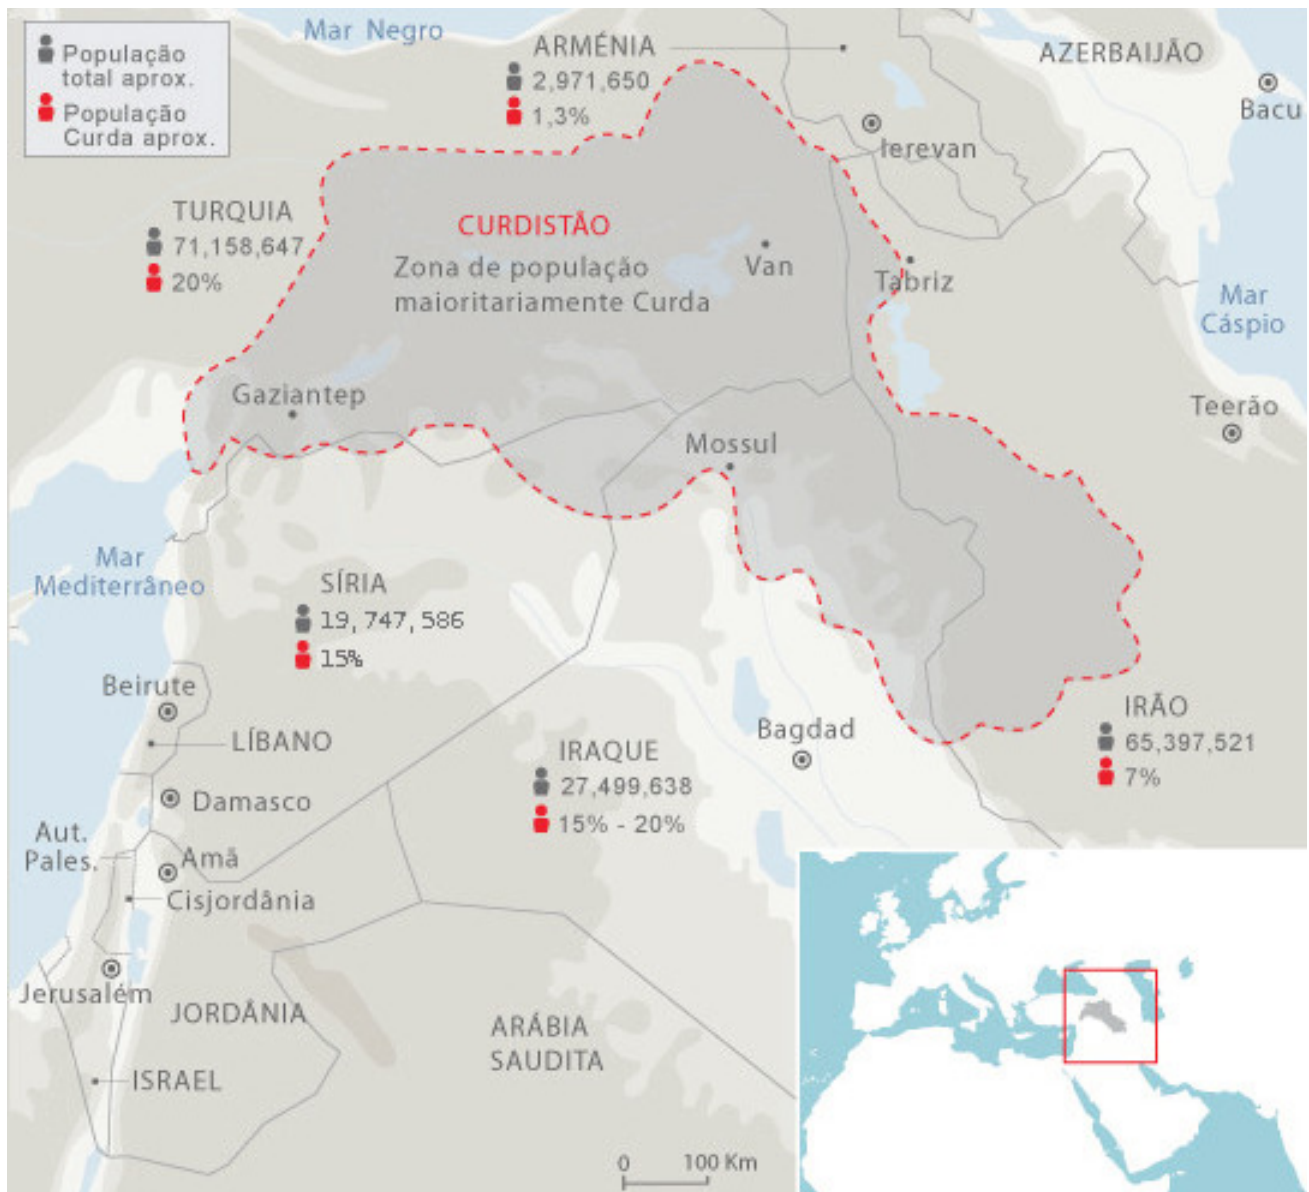 População
total aprox.
População
Curda aprox.
Mar Negro
ARMÉNIA
2,971,650
1,3%
AZERBAIJÃO
Bacu
Ierevan
TURQUIA
71,158,647
20%
CURDISTÃO
Zona de população
maioritariamente Curda
Van
Tabriz
Mar
Cáspio
Gaziantep
Teerão
Mossul
Mar
Mediterrâneo
SÍRIA
19, 747, 586
15%
Beirute
LÍBANO
Damasco
IRAQUE
27,499,638
15% - 20%
Bagdad
IRÃO
65,397,521
7%
Aut.
Pales.
Amã
Cisjordânia
Jerusalém
JORDÂNIA
ARÁBIA
SAUDITA
ISRAEL
0 100 Km